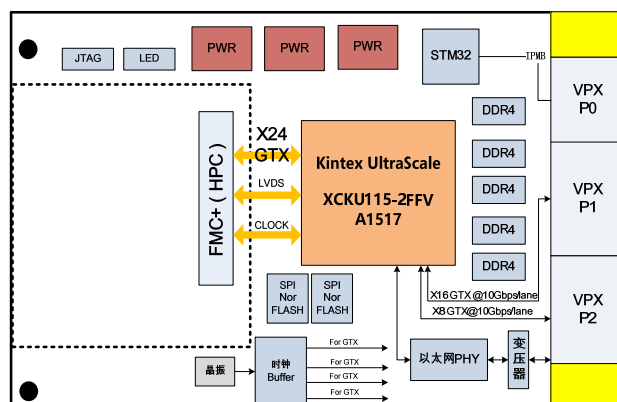 JTAG
LED
PWR
PWR
PWR
STM32
IPMB
VPX
P0
DDR4
DDR4
DDR4
DDR4
DDR4
FMC+（HPC）
X24
GTX
LVDS
CLOCK
Kintex UltraScale
XCKU115-2FFV
A1517
VPX
P1
VPX
P2
SPI
Nor
FLASH
SPI
Nor
FLASH
X16 GTX @10Gbps/lane
X8 GTX@10Gbps/lane
晶振
时钟
Buffer
For GTX
For GTX
For GTX
For GTX
以太网PHY
变压器